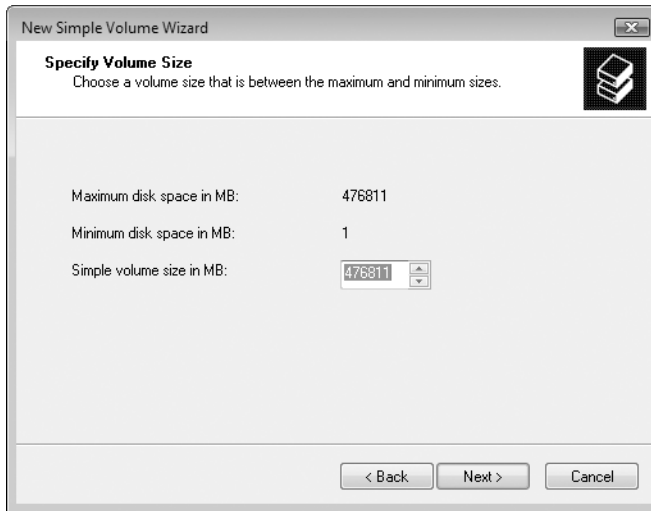 New Simple Volume Wizard
Specify Volume Size
Choose a volume size that is between the maximum and minimum sizes.
Maximum disk space in MB: 476811
Minimum disk space in MB: 1
Simple volume size in MB: 476811
< Back Next > Cancel